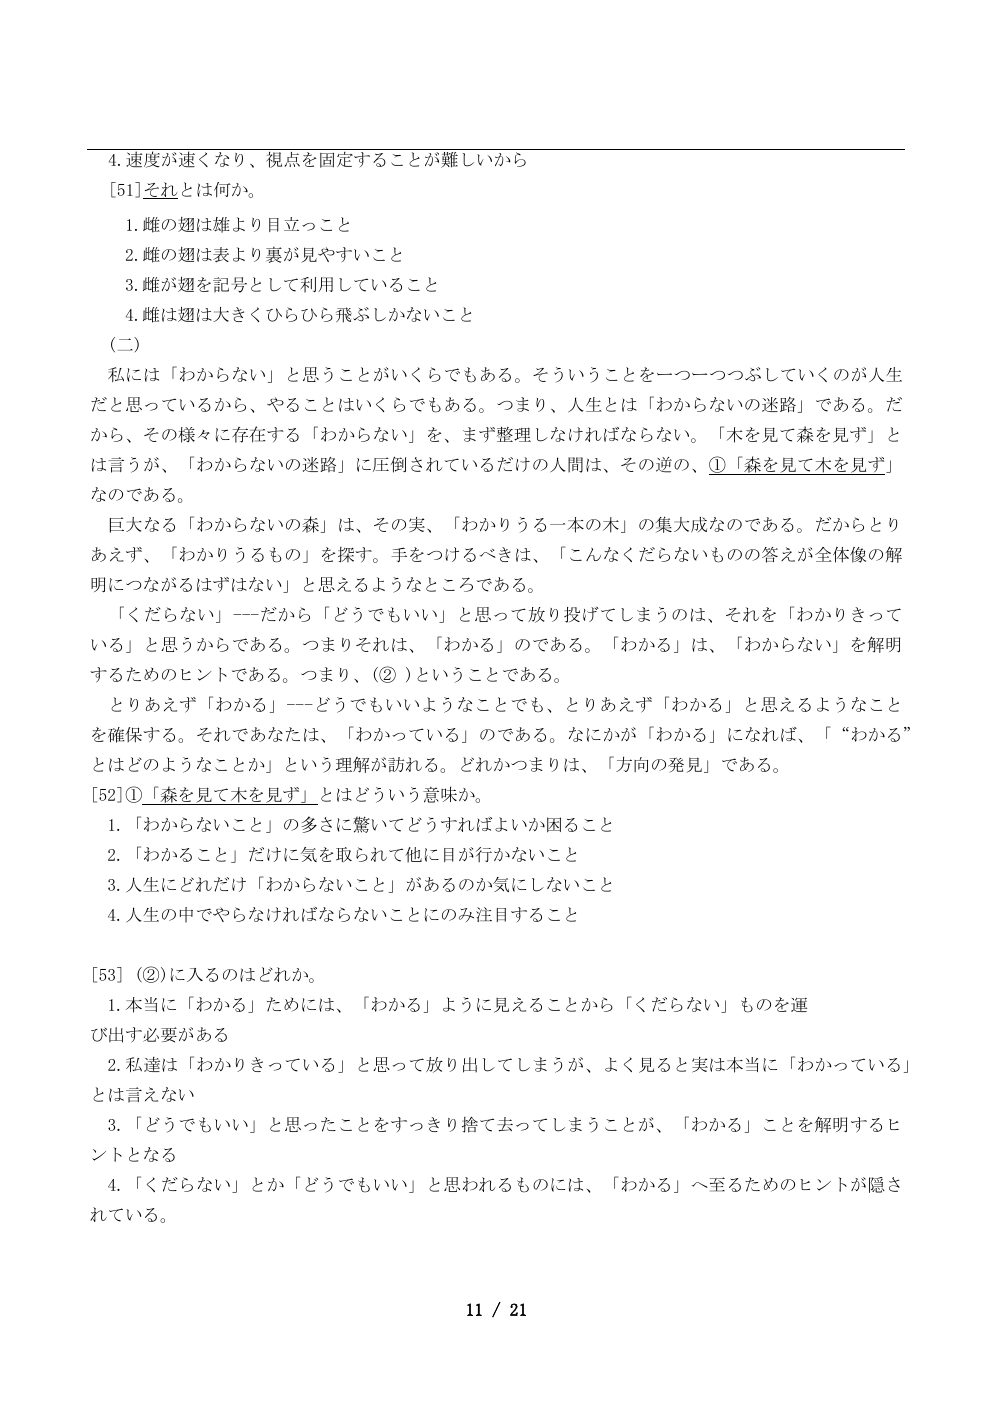 4.速度が速くなり、視点を固定することが難しいから
[51]それとは何か。
1.雌の翅は雄より目立っこと
2.雌の翅は表より裏が見やすいこと
3.雌が翅を記号として利用していること
4.雌は翅は大きくひらひら飛ぶしかないこと
(二)
私には「わからない」と思うことがいくらでもある。そういうことを一つ一つつぶしていくのが人生
だと思っているから、やることはいくらでもある。つまり、人生とは「わからないの迷路」である。だ
から、その様々に存在する「わからない」を、まず整理しなければならない。「木を見て森を見ず」と
は言うが、「わからないの迷路」に圧倒されているだけの人間は、その逆の、①「森を見て木を見ず」
なのである。
巨大なる「わからないの森」は、その実、「わかりうる一本の木」の集大成なのである。だからとり
あえず、「わかりうるもの」を探す。手をつけるべきは、「こんなくだらないものの答えが全体像の解
明につながるはずはない」と思えるようなところである。
「くだらない」---だから「どうでもいい」と思って放り投げてしまうのは、それを「わかりきって
いる」と思うからである。つまりそれは、「わかる」のである。「わかる」は、「わからない」を解明
するためのヒントである。つまり、(② )ということである。
とりあえず「わかる」---どうでもいいようなことでも、とりあえず「わかる」と思えるようなこと
を確保する。それであなたは、「わかっている」のである。なにかが「わかる」になれば、「“わかる”
とはどのようなことか」という理解が訪れる。どれかつまりは、「方向の発見」である。
[52]①「森を見て木を見ず」とはどういう意味か。
1.「わからないこと」の多さに驚いてどうすればよいか困ること
2.「わかること」だけに気を取られて他に目が行かないこと
3.人生にどれだけ「わからないこと」があるのか気にしないこと
4.人生の中でやらなければならないことにのみ注目すること
[53] (②)に入るのはどれか。
1.本当に「わかる」ためには、「わかる」ように見えることから「くだらない」ものを運
び出す必要がある
2.私達は「わかりきっている」と思って放り出してしまうが、よく見ると実は本当に「わかっている」
とは言えない
3.「どうでもいい」と思ったことをすっきり捨て去ってしまうことが、「わかる」ことを解明するヒ
ントとなる
4.「くだらない」とか「どうでもいい」と思われるものには、「わかる」へ至るためのヒントが隠さ
れている。
11 / 21